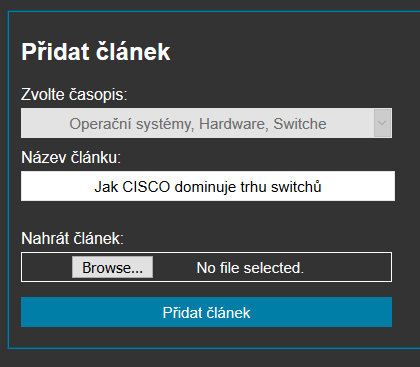 Přidat článek
Zvolte časopis:
Operační systémy, Hardware, Switche
Název článku:
Jak CISCO dominuje trhu switchů
Nahrát článek:
Browse... No file selected.
Přidat článek